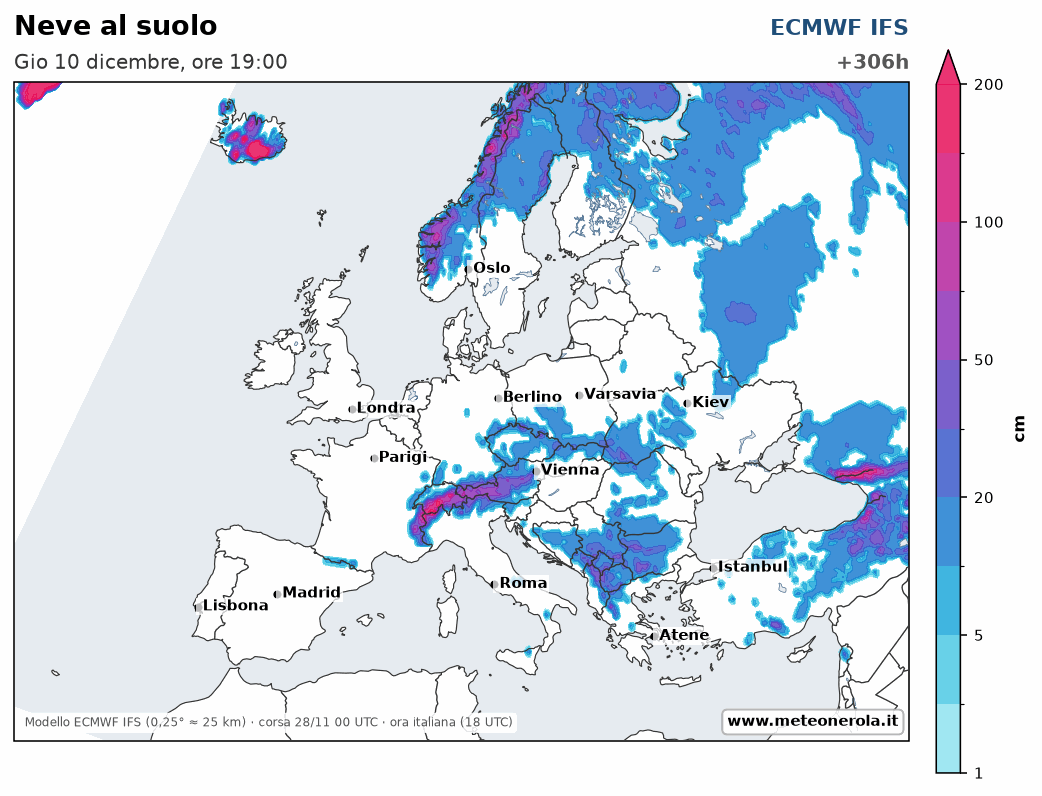 Neve al suolo
ECMWF IFS
Gio 10 dicembre, ore 19:00
+306h
200
100
50
20
5
1
cm
Oslo
Berlino
Varsavia
Kiev
Londra
Parigi
Vienna
Istanbul
Roma
Madrid
Lisbona
Atene
Modello ECMWF IFS (0,25° ≈ 25 km) · corsa 28/11 00 UTC · ora italiana (18 UTC)
www.meteonerola.it